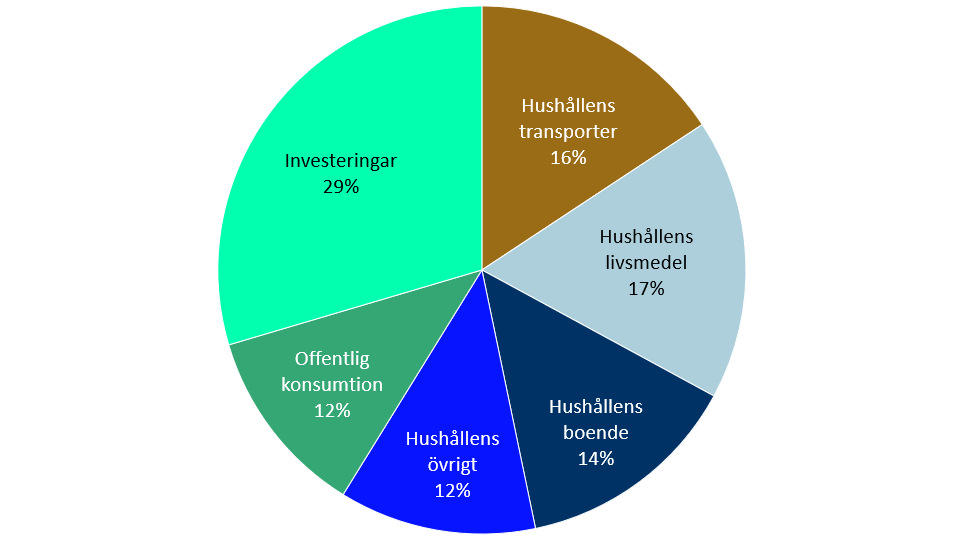 Hushållens
transporter
16%
Hushållens
livsmedel
17%
Hushållens
boende
14%
Hushållens
övrigt
12%
Offentlig
konsumtion
12%
Investeringar
29%